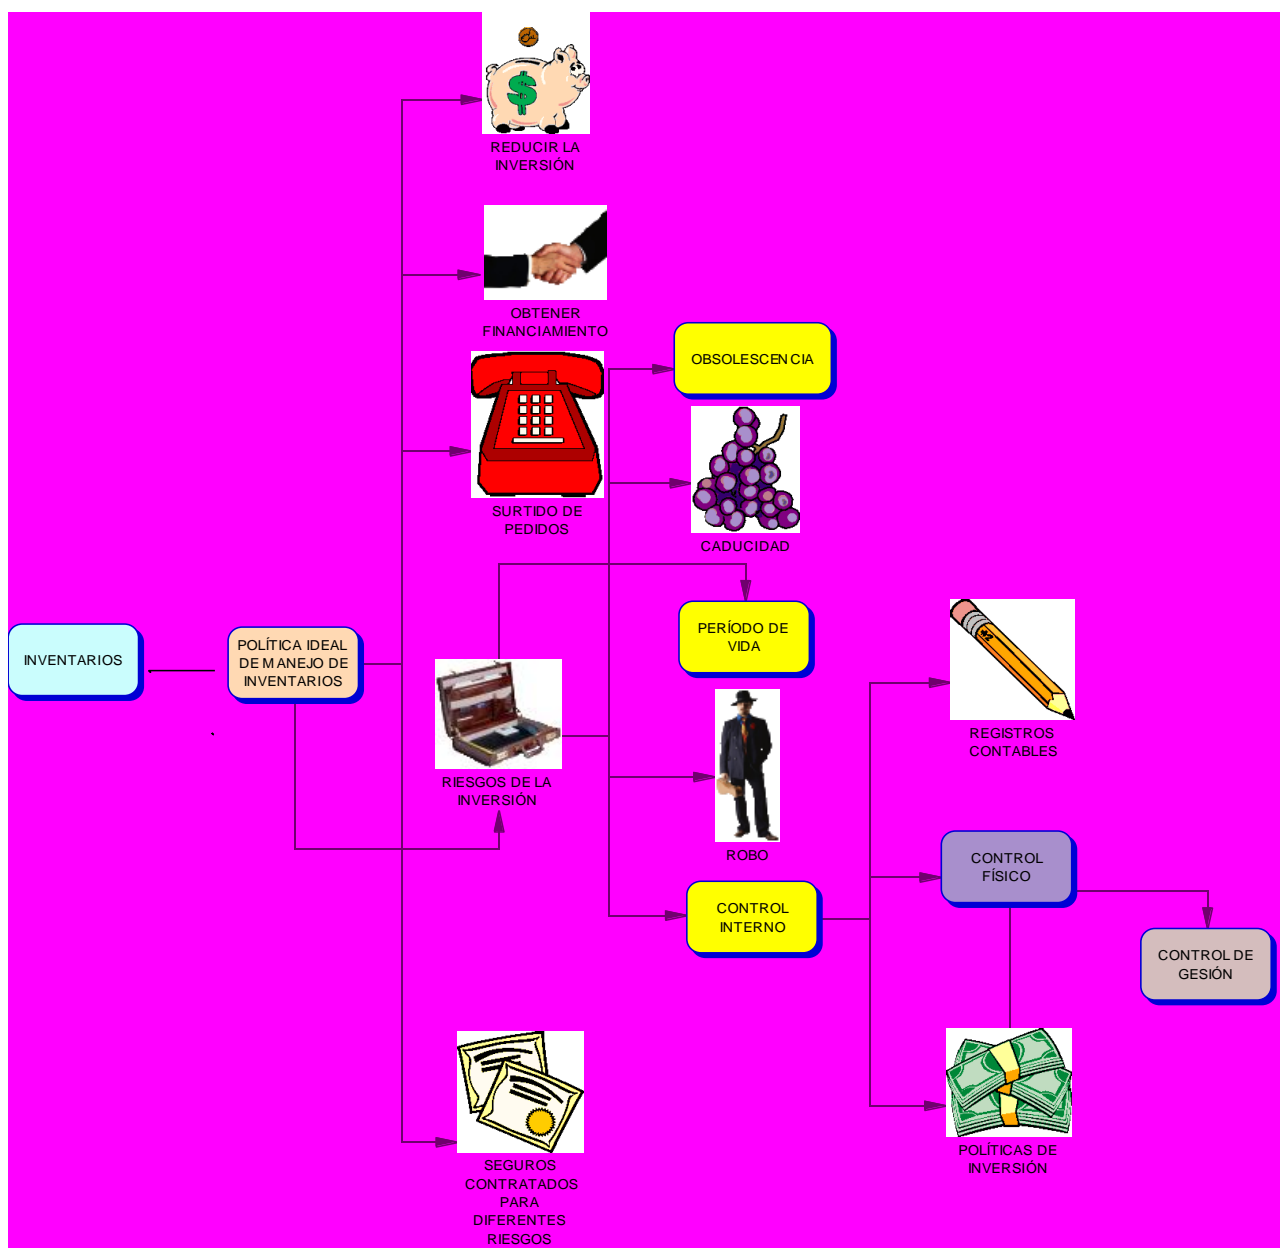 REDUCIR LA
INVERSIÓN
OBTENER
FINANCIAMIENTO
OBSOLESCENCIA
SURTIDO DE
PEDIDOS
CADUCIDAD
INVENTARIOS
POLÍTICA IDEAL
DE MANEJO DE
INVENTARIOS
PERÍODO DE
VIDA
RIESGOS DE LA
INVERSIÓN
REGISTROS
CONTABLES
ROBO
CONTROL
FÍSICO
CONTROL
INTERNO
CONTROL DE
GESIÓN
SEGUROS
CONTRATADOS
PARA
DIFERENTES
RIESGOS
POLÍTICAS DE
INVERSIÓN